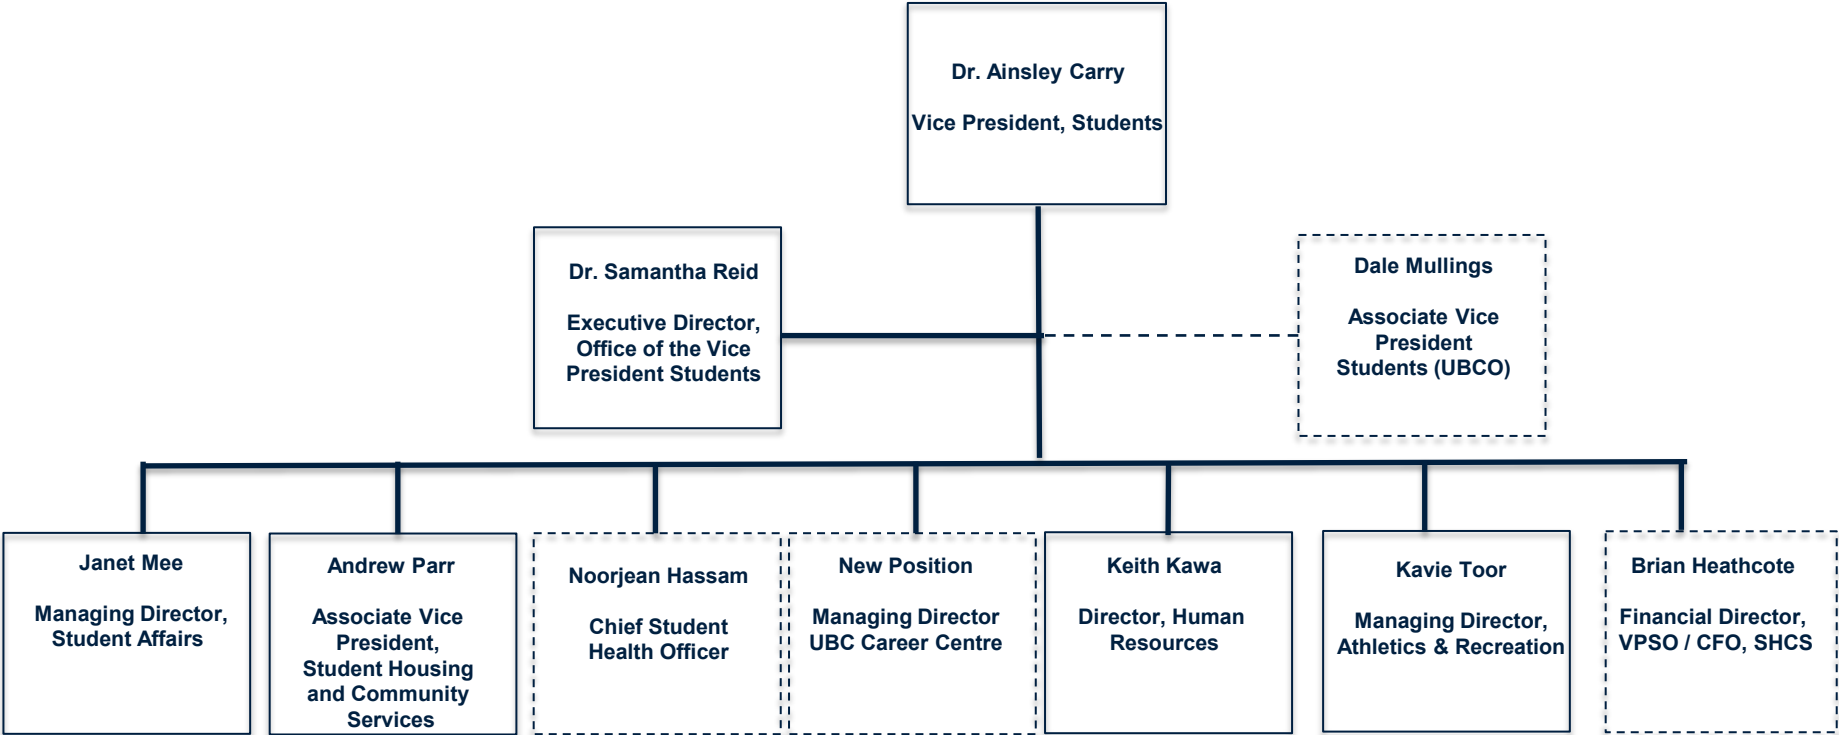 Dr. Ainsley Carry
Vice President, Students
Dr. Samantha Reid
Executive Director,
Office of the Vice
President Students
Dale Mullings
Associate Vice
President
Students (UBCO)
Janet Mee
Managing Director,
Student Affairs
Andrew Parr
Associate Vice
President,
Student Housing
and Community
Services
Noorjean Hassam
Chief Student
Health Officer
New Position
Managing Director
UBC Career Centre
Keith Kawa
Director, Human
Resources
Kavie Toor
Managing Director,
Athletics & Recreation
Brian Heathcote
Financial Director,
VPSO / CFO, SHCS